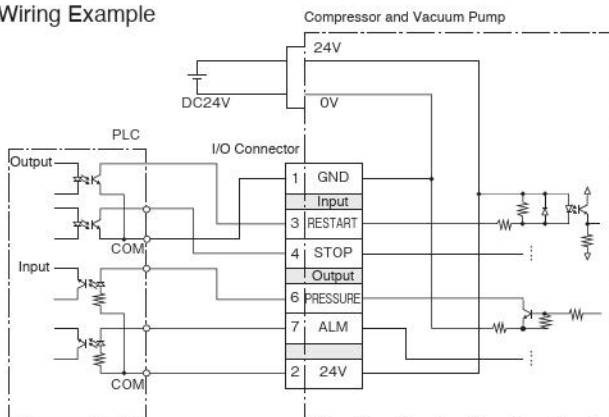 Wiring Example
Compressor and Vacuum Pump
24V
DC24V
0V
PLC
I/O Connector
Output
1 GND
Input
3 RESTART
4 STOP
COM
Output
Input
6 PRESSURE
7 ALM
2 24V
COM